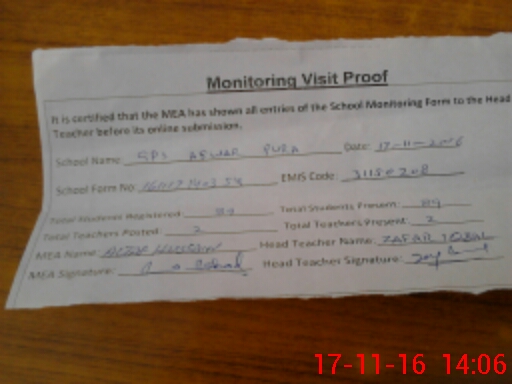 Monitoring Visit Proof
It is certified that the MEA has shown all entries of the School Monitoring Form to the Head
Teacher before its online submission.
School Name: GPS PURA Date: 17-11-2016
School Form No: EMIS Code: 31150208
Total Students Registered: Total Students Present:
Total Teachers Posted: 2 Total Teachers Present: 2
MEA Name: Head Teacher Name: ZAFAR IQBAL
MEA Signature: Head Teacher Signature:
17-11-16 14:06